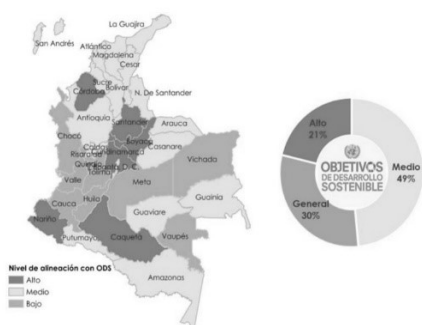 La Guajira
San Andrés
Atlántico
Magdalena
Cesar
Sucre
Córdoba
Bolívar
N. De Santander
Antioquia
Santander
Arauca
Chocó
Boyacá
Casanare
Caldas
Cundinamarca
Risaralda
Quindío
Bogotá, D. C.
Vichado
Tolima
Valle
Meta
Guainía
Cauca
Huila
Guaviare
Nariño
Caquetá
Vaupés
Putumayo
Amazonas
Nivel de alineación con ODS
Alto
Medio
Bajo
Alto
21%
OBJETIVOS
DE DESARROLLO
SOSTENIBLE
Medio
49%
General
30%